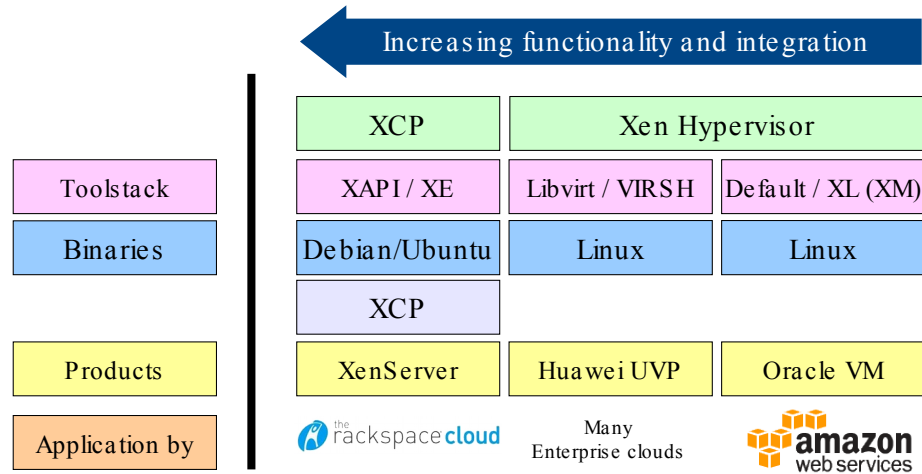 Increasing functionality and integration
XCP
Xen Hypervisor
Toolstack
XAPI / XE
Libvirt / VIRSH
Default / XL (XM)
Binaries
Debian/Ubuntu
Linux
Linux
XCP
Products
XenServer
Huawei UVP
Oracle VM
Application by
the
rackspace cloud
Many
Enterprise clouds
amazon
web services